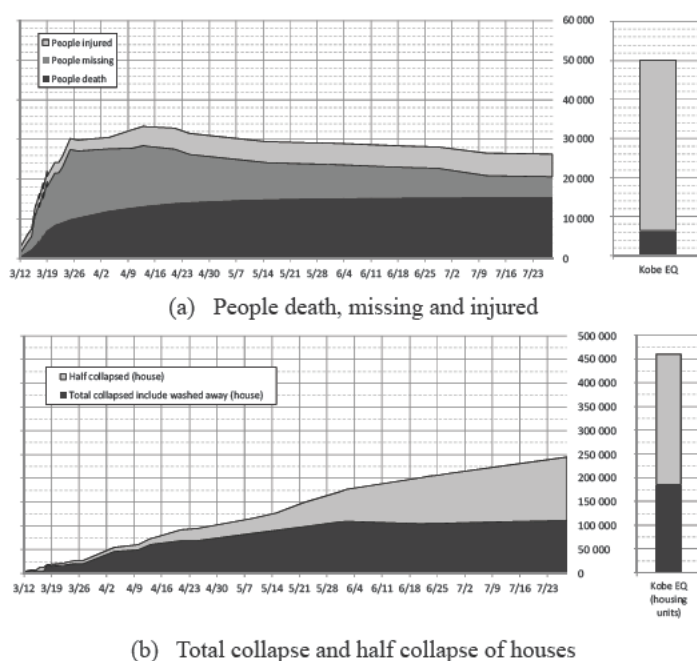 People injured
People missing
People death
60 000
50 000
40 000
30 000
20 000
10 000
0
3/12 3/19 3/26 4/2 4/9 4/16 4/23 4/30 5/7 5/14 5/21 5/28 6/4 6/11 6/18 6/25 7/2 7/9 7/16 7/23
Kobe EQ
(a) People death, missing and injured
Half collapsed (house)
Total collapsed include washed away (house)
500 000
450 000
400 000
350 000
300 000
250 000
200 000
150 000
100 000
50 000
0
3/12 3/19 3/26 4/2 4/9 4/16 4/23 4/30 5/7 5/14 5/21 5/28 6/4 6/11 6/18 6/25 7/2 7/9 7/16 7/23
Kobe EQ
(housing
units)
(b) Total collapse and half collapse of houses